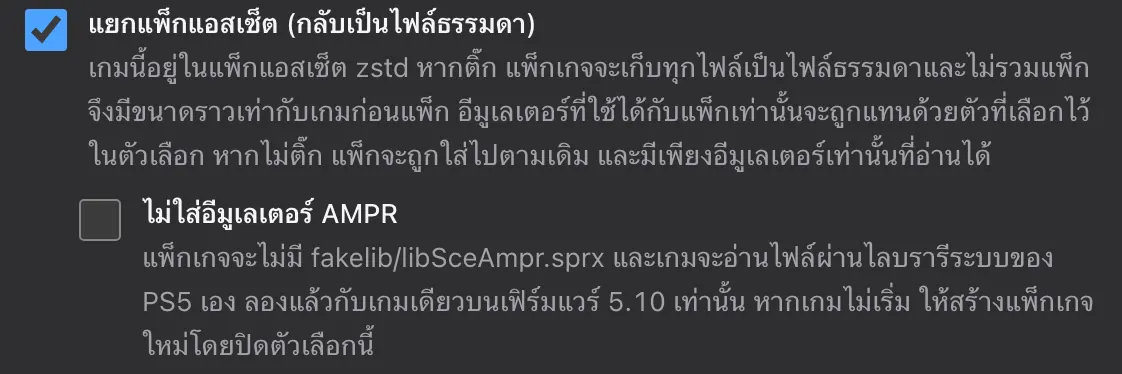 แยกแพ็กแอสเซ็ต (กลับเป็นไฟล์ธรรมดา)
เกมนี้อยู่ในแพ็กแอสเซ็ต zstd หากติ๊ก แพ็กเกจจะเก็บทุกไฟล์เป็นไฟล์ธรรมดาและไม่รวมแพ็ก
จึงมีขนาดราวเท่ากับเกมก่อนแพ็ก อีมูเลเตอร์ที่ใช้ได้กับแพ็กเท่านั้นจะถูกแทนด้วยตัวที่เลือกไว้
ในตัวเลือก หากไม่ติ๊ก แพ็กจะถูกใส่ไปตามเดิม และมีเพียงอีมูเลเตอร์เท่านั้นที่อ่านได้
ไม่ใส่อีมูเลเตอร์ AMPR
แพ็กเกจจะไม่มี fakelib/libSceAmpr.sprx และเกมจะอ่านไฟล์ผ่านไลบรารีระบบของ
PS5 เอง ลองแล้วกับเกมเดียวบนเฟิร์มแวร์ 5.10 เท่านั้น หากเกมไม่เริ่ม ให้สร้างแพ็กเกจ
ใหม่โดยปิดตัวเลือกนี้